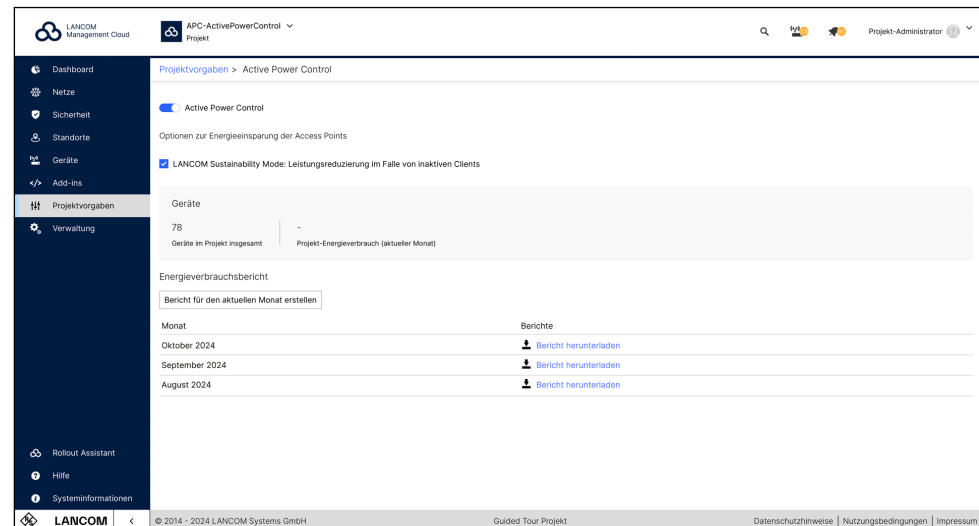 LANCOM
Management Cloud
APC-ActivePowerControl
Projekt
Projekt-Administrator
Dashboard
Netze
Sicherheit
Standorte
Geräte
Add-ins
Projektvorgaben
Verwaltung
Rollout Assistant
Hilfe
Systeminformationen
LANCOM
Projektvorgaben > Active Power Control
Active Power Control
Optionen zur Energieeinsparung der Access Points
LANCOM Sustainability Mode: Leistungsreduzierung im Falle von inaktiven Clients
Geräte
78
Geräte im Projekt insgesamt
-
Projekt-Energieverbrauch (aktueller Monat)
Energieverbrauchsbericht
Bericht für den aktuellen Monat erstellen
Monat Berichte
Oktober 2024 Bericht herunterladen
September 2024 Bericht herunterladen
August 2024 Bericht herunterladen
© 2014 - 2024 LANCOM Systems GmbH
Guided Tour Projekt
Datenschutzhinweise | Nutzungsbedingungen | Impressum